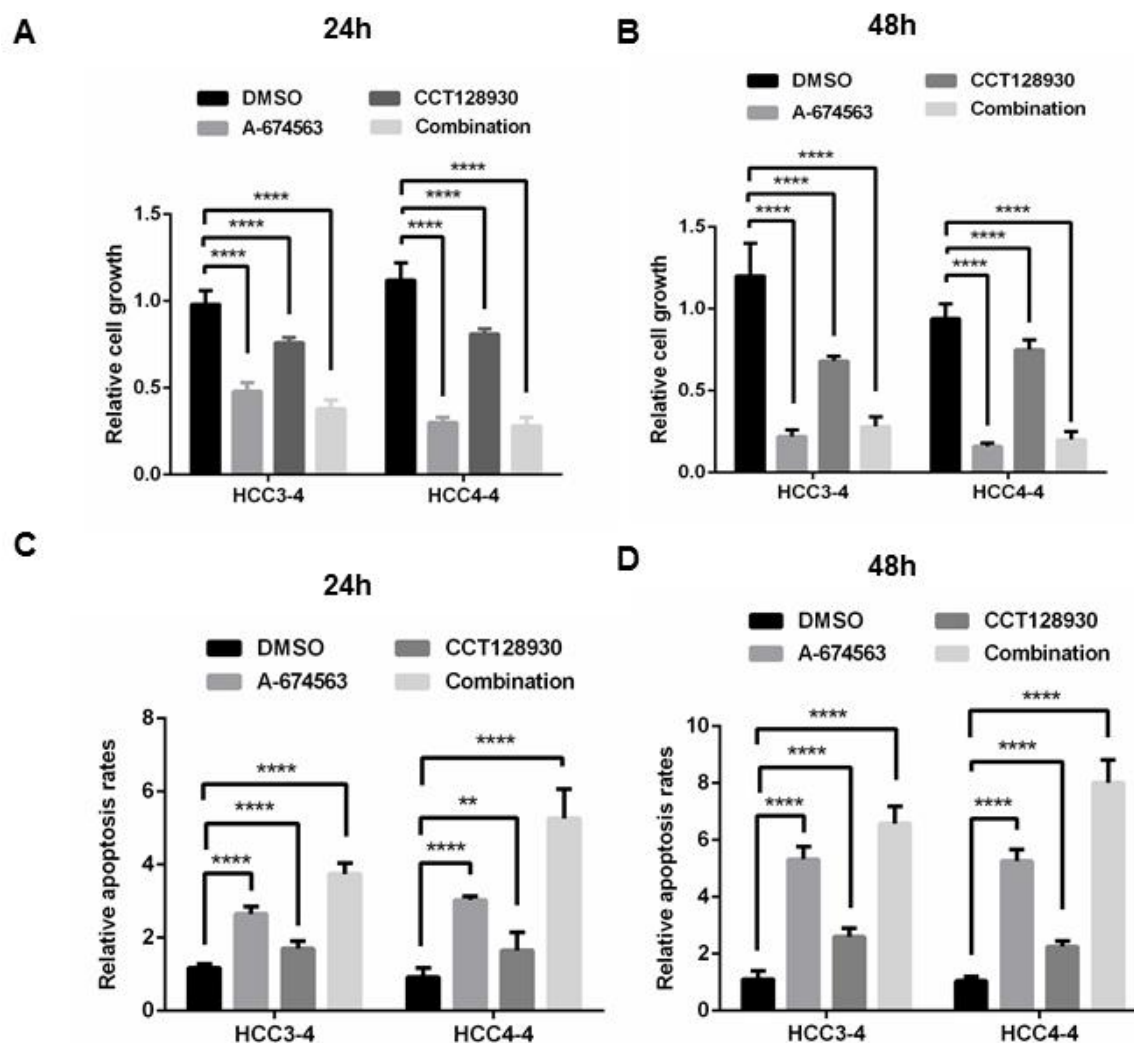 A
24h
DMSO
CCT128930
A-674563
Combination
****
****
****
****
****
****
1.5
1.0
0.5
0.0
Relative cell growth
HCC3-4
HCC4-4
B
48h
DMSO
CCT128930
A-674563
Combination
****
****
****
****
****
****
1.5
1.0
0.5
0.0
Relative cell growth
HCC3-4
HCC4-4
C
24h
DMSO
CCT128930
A-674563
Combination
8
6
4
2
0
Relative apoptosis rates
****
****
****
****
**
****
HCC3-4
HCC4-4
D
48h
DMSO
CCT128930
A-674563
Combination
10
8
6
4
2
0
Relative apoptosis rates
****
****
****
****
****
****
HCC3-4
HCC4-4